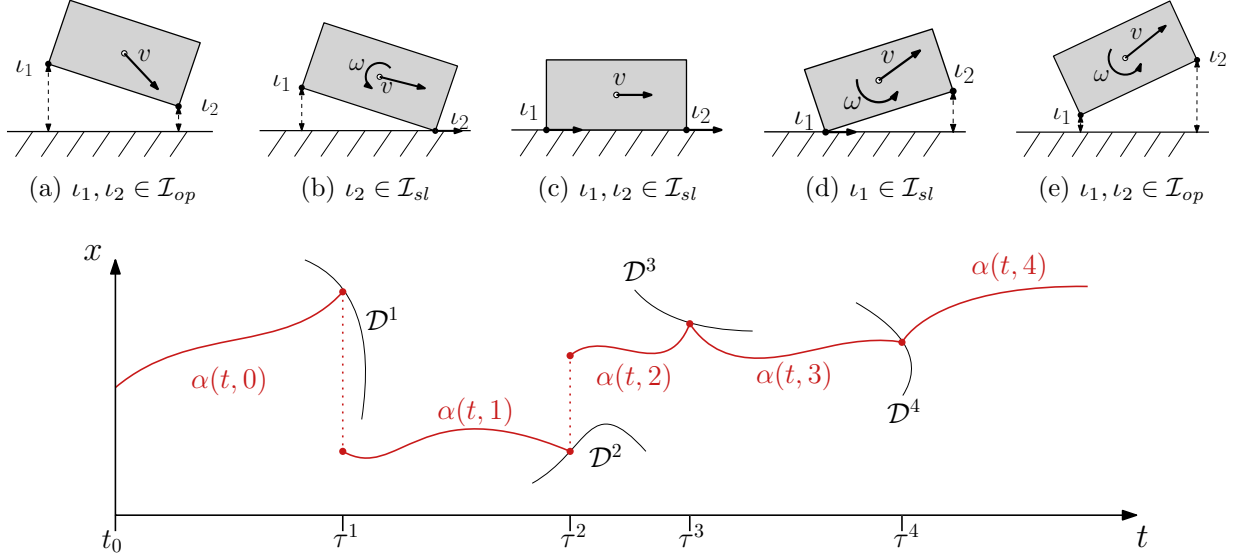 v
ι₁
ι₂
(a) ι₁, ι₂ ∈ 𝓘ₒₚ
ω
v
ι₁
ι₂
(b) ι₂ ∈ 𝓘ₛₗ
v
ι₁
ι₂
(c) ι₁, ι₂ ∈ 𝓘ₛₗ
v
ω
ι₂
ι₁
(d) ι₁ ∈ 𝓘ₛₗ
v
ω
ι₂
ι₁
(e) ι₁, ι₂ ∈ 𝓘ₒₚ
x
𝒟³
α(t, 4)
𝒟¹
α(t, 0)
α(t, 2)
α(t, 3)
α(t, 1)
𝒟⁴
𝒟²
t₀
τ¹
τ²
τ³
τ⁴
t